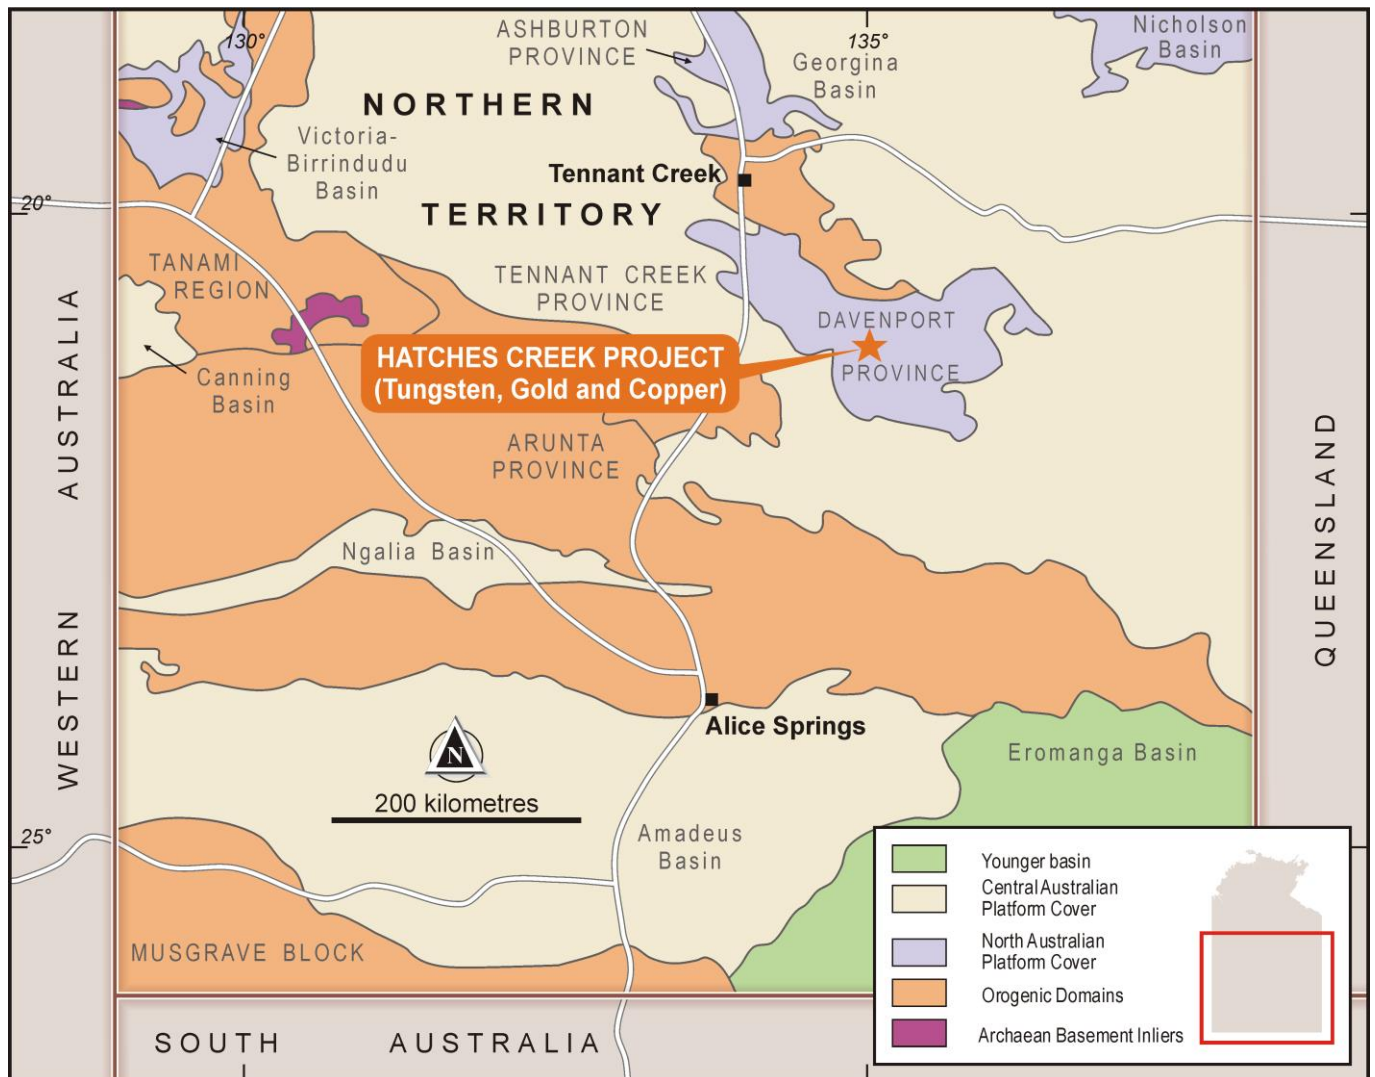 130°
ASHBURTON
PROVINCE
135°
Georgina
Basin
Nicholson
Basin
NORTHERN
Victoria-
Birrindudu
Basin
Tennant Creek
TERRITORY
20°
TANAMI
REGION
TENNANT CREEK
PROVINCE
DAVENPORT
PROVINCE
HATCHES CREEK PROJECT
(Tungsten, Gold and Copper)
Canning
Basin
ARUNTA
PROVINCE
WESTERN AUSTRALIA
QUEENSLAND
Ngalia Basin
Alice Springs
Eromanga Basin
N
200 kilometres
25°
Amadeus
Basin
MUSGRAVE BLOCK
SOUTH AUSTRALIA
Younger basin
Central Australian
Platform Cover
North Australian
Platform Cover
Orogenic Domains
Archaean Basement Inliers